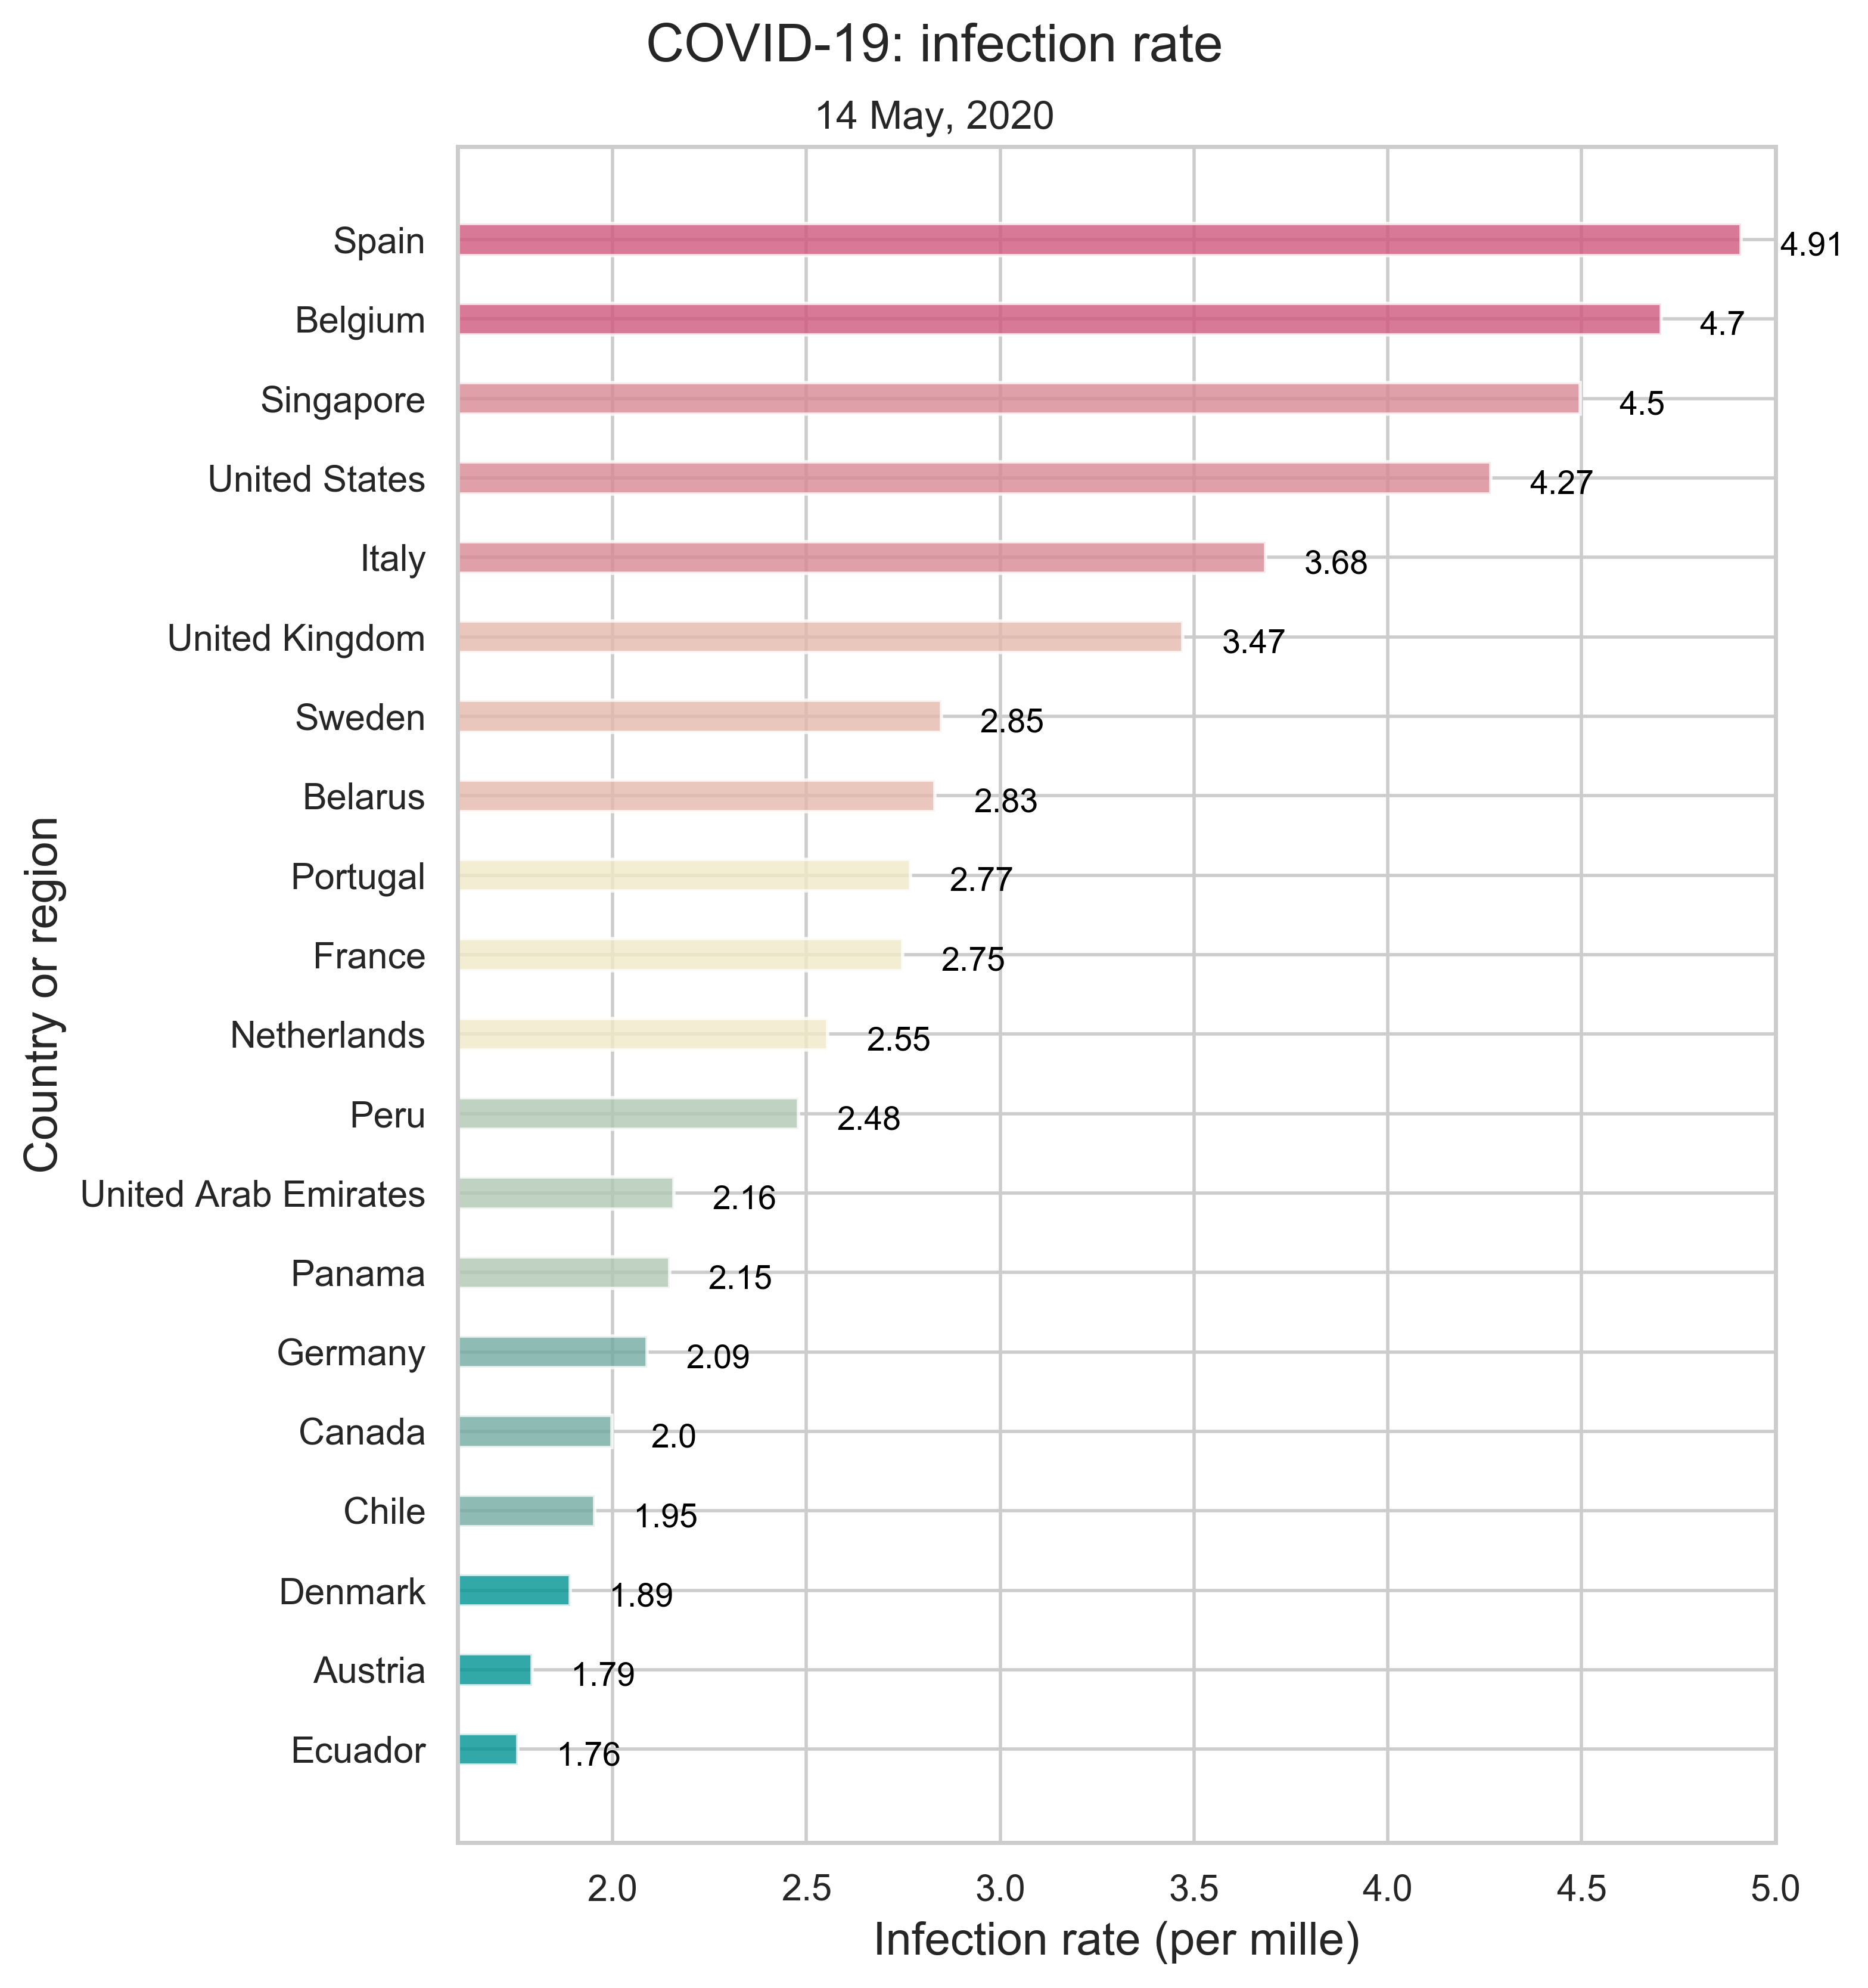 COVID-19: infection rate
14 May, 2020
Spain 4.91
Belgium 4.7
Singapore 4.5
United States 4.27
Italy 3.68
United Kingdom 3.47
Sweden 2.85
Belarus 2.83
Portugal 2.77
France 2.75
Netherlands 2.55
Peru 2.48
United Arab Emirates 2.16
Panama 2.15
Germany 2.09
Canada 2.0
Chile 1.95
Denmark 1.89
Austria 1.79
Ecuador 1.76
Country or region
2.0 2.5 3.0 3.5 4.0 4.5 5.0
Infection rate (per mille)